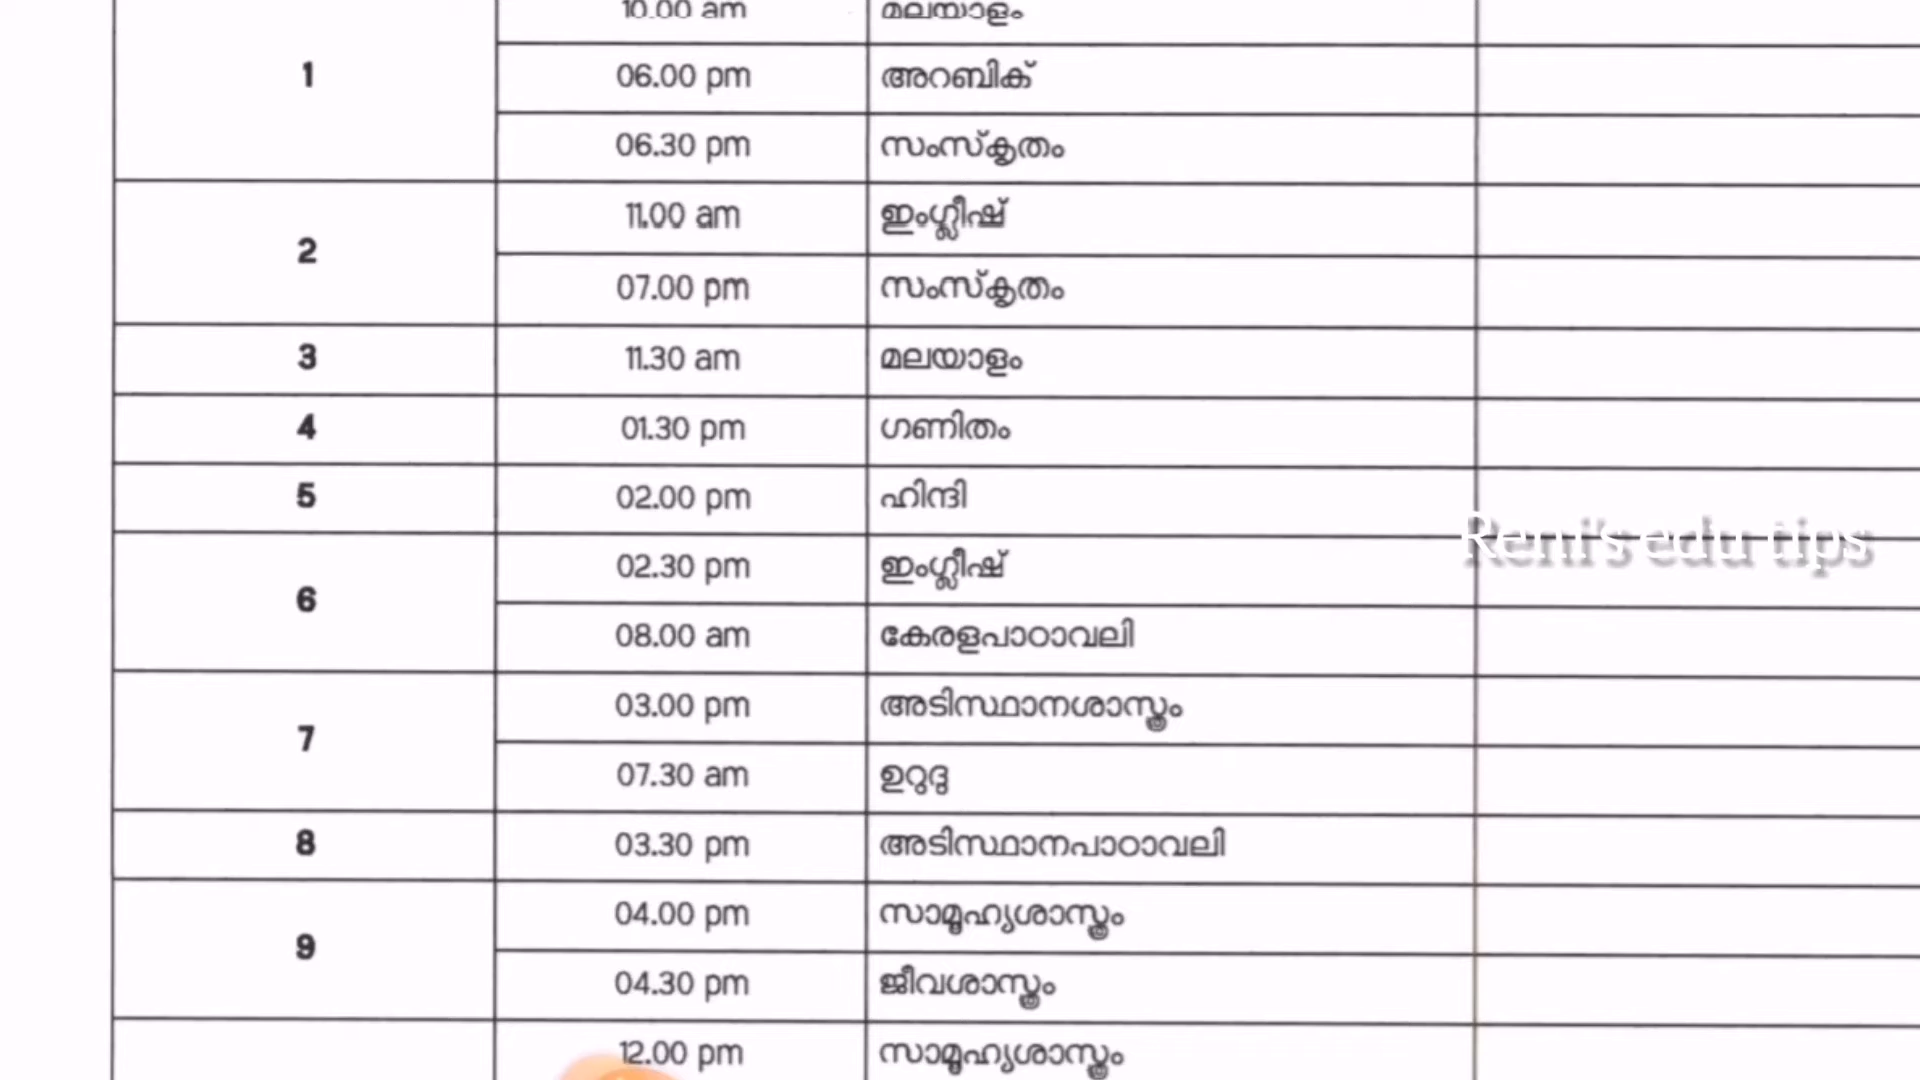 10.00 am മലയാളം
1 06.00 pm അറബിക്
06.30 pm സംസ്കൃതം
2 11.00 am ഇംഗ്ലീഷ്
07.00 pm സംസ്കൃതം
3 11.30 am മലയാളം
4 01.30 pm ഗണിതം
5 02.00 pm ഹിന്ദി
Reni's edu tips
6 02.30 pm ഇംഗ്ലീഷ്
08.00 am കേരളപാഠാവലി
7 03.00 pm അടിസ്ഥാനശാസ്ത്രം
07.30 am ഉറുദു
8 03.30 pm അടിസ്ഥാനപാഠാവലി
9 04.00 pm സാമൂഹ്യശാസ്ത്രം
04.30 pm ജീവശാസ്ത്രം
12.00 pm സാമൂഹ്യശാസ്ത്രം